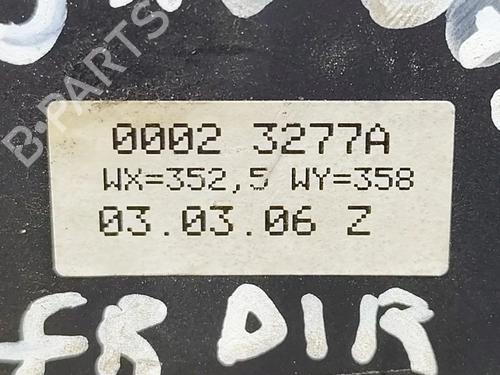 B-PARTS
0002 3277A
WX=352,5 WY=358
03.03.06 Z
FR DIR